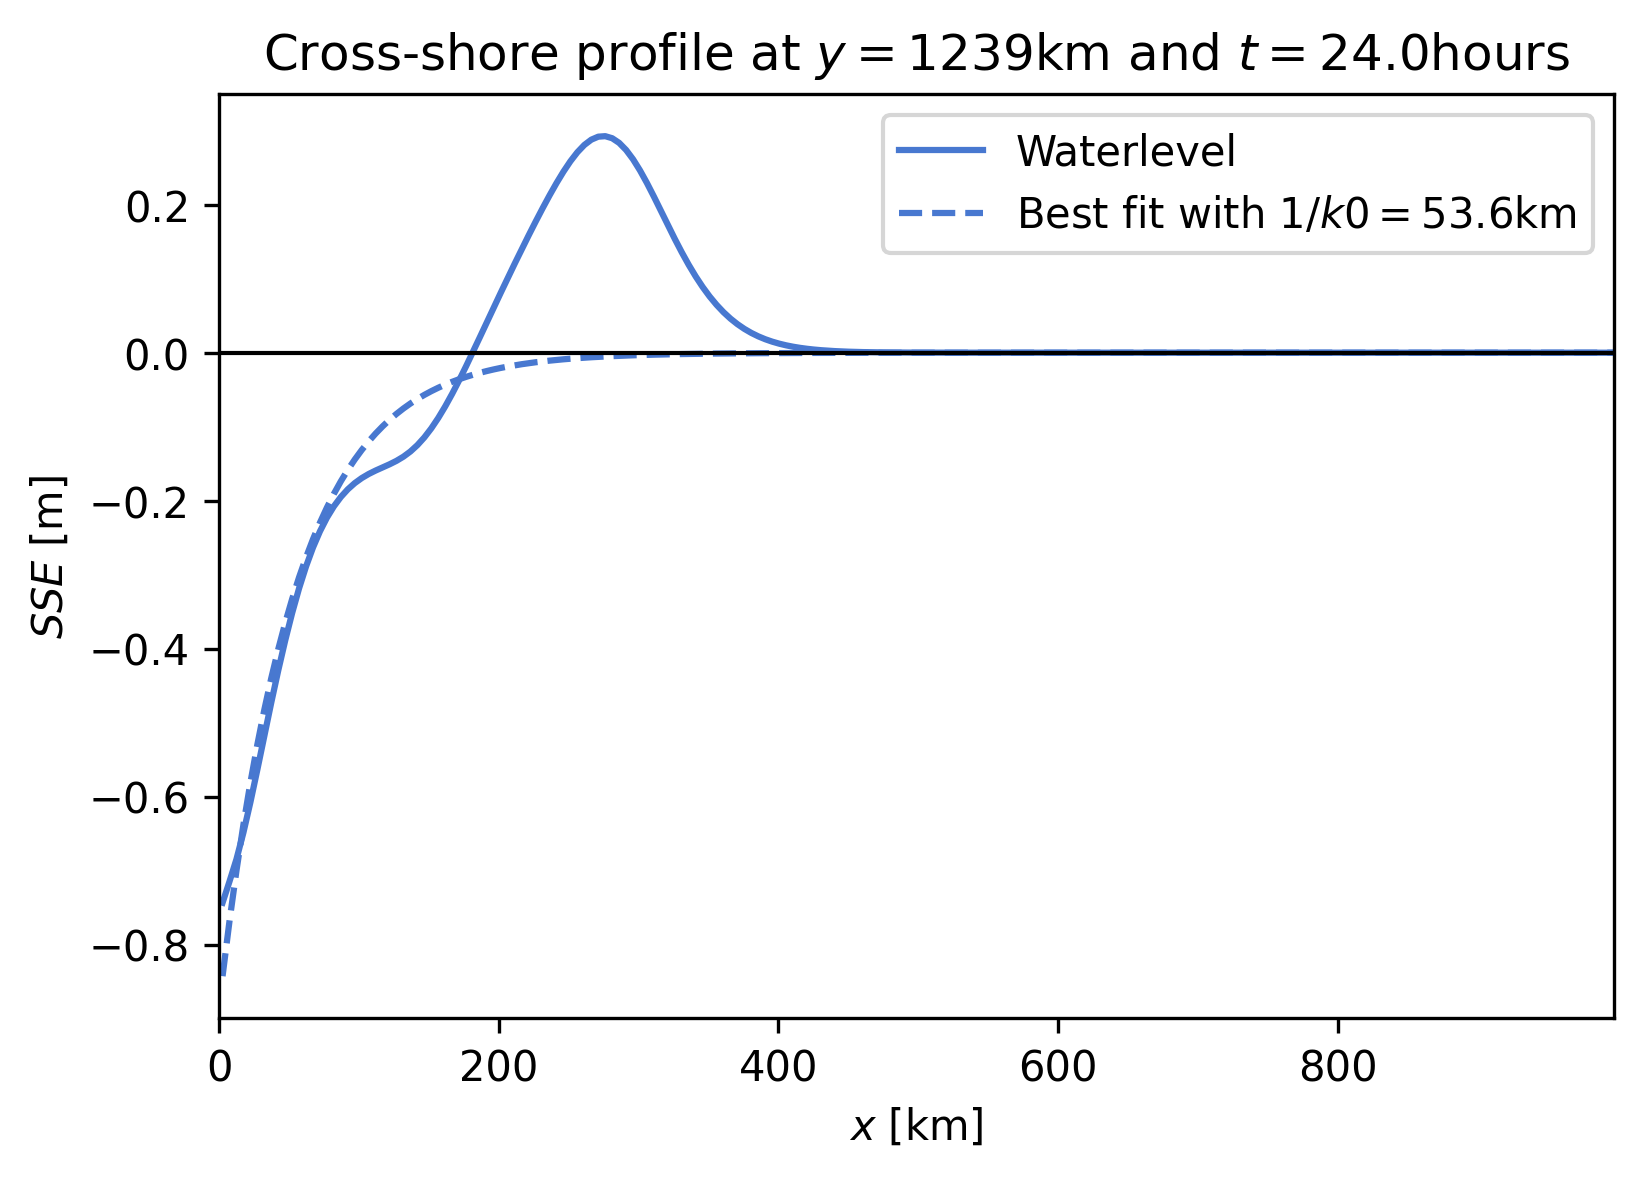 Cross-shore profile at y = 1239km and t = 24.0hours
Waterlevel
Best fit with 1/k0 = 53.6km
SSE [m]
0.2
0.0
−0.2
−0.4
−0.6
−0.8
0 200 400 600 800
x [km]